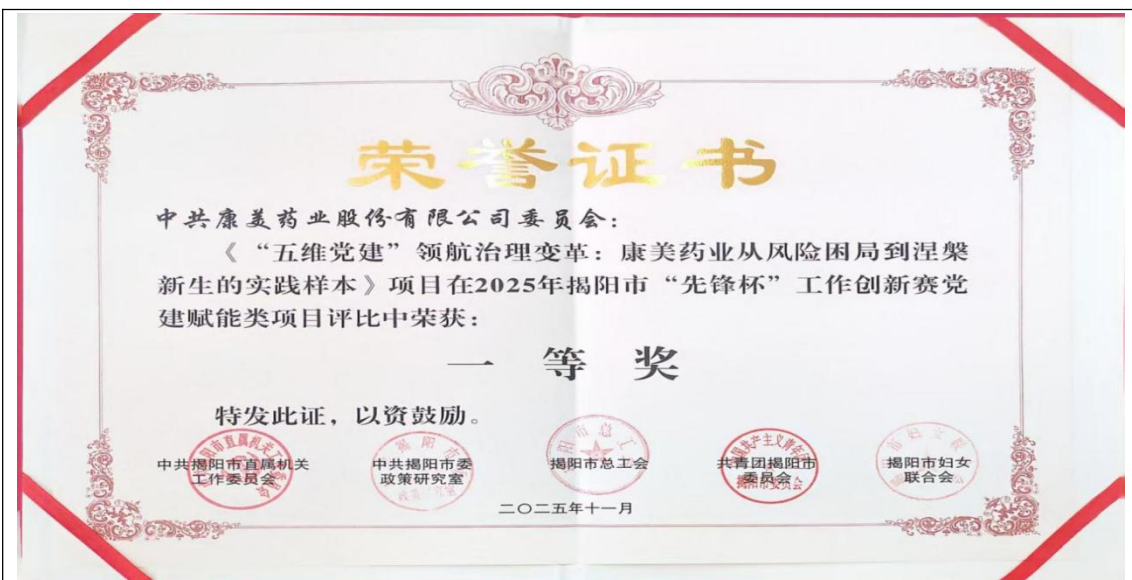 荣誉证书
中共康美药业股份有限公司委员会：
《“五维党建”领航治理变革：康美药业从风险困局到涅槃
新生的实践样本》项目在2025年揭阳市“先锋杯”工作创新赛党
建赋能类项目评比中荣获：
一等奖
特发此证，以资鼓励。
中共揭阳市直属机关
工作委员会
中共揭阳市委
政策研究室
揭阳市总工会
共青团揭阳市
委员会
揭阳市妇女
联合会
二〇二五年十一月